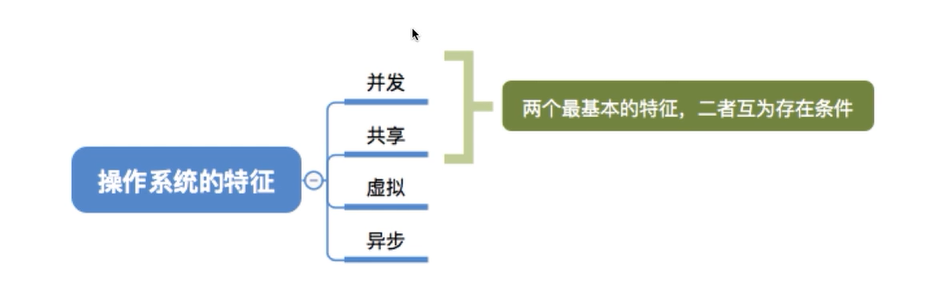 操作系统的特征
并发
共享
虚拟
异步
两个最基本的特征，二者互为存在条件